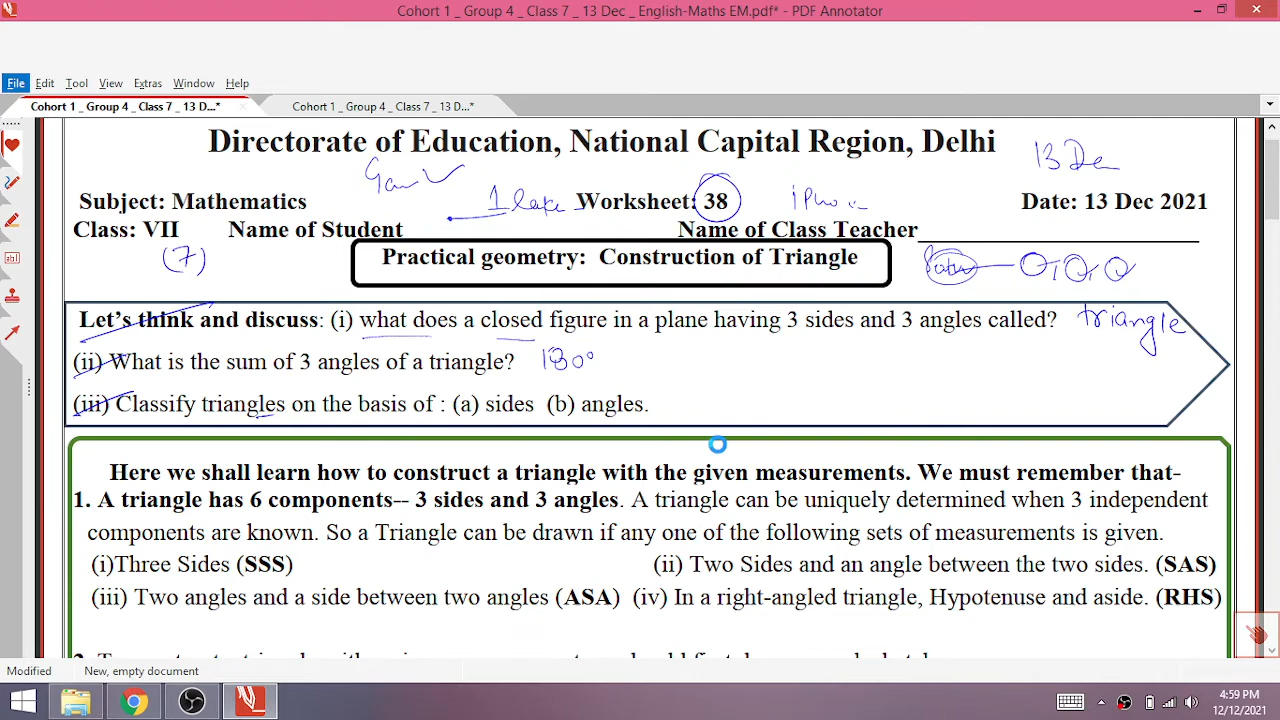 Cohort 1 _ Group 4 _ Class 7 _ 13 Dec _ English-Maths EM.pdf* - PDF Annotator
File Edit Tool View Extras Window Help
Cohort 1 _ Group 4 _ Class 7 _ 13 D...* Cohort 1 _ Group 4 _ Class 7 _ 13 D...*
Directorate of Education, National Capital Region, Delhi
13 Dec
Subject: Mathematics Worksheet: 38 Date: 13 Dec 2021
Class: VII Name of Student Name of Class Teacher
(7) Practical geometry: Construction of Triangle
Let's think and discuss: (i) what does a closed figure in a plane having 3 sides and 3 angles called? triangle
(ii) What is the sum of 3 angles of a triangle? 180°
(iii) Classify triangles on the basis of : (a) sides (b) angles.
Here we shall learn how to construct a triangle with the given measurements. We must remember that-
1. A triangle has 6 components-- 3 sides and 3 angles. A triangle can be uniquely determined when 3 independent
components are known. So a Triangle can be drawn if any one of the following sets of measurements is given.
(i)Three Sides (SSS) (ii) Two Sides and an angle between the two sides. (SAS)
(iii) Two angles and a side between two angles (ASA) (iv) In a right-angled triangle, Hypotenuse and aside. (RHS)
Modified New, empty document
4:59 PM
12/12/2021